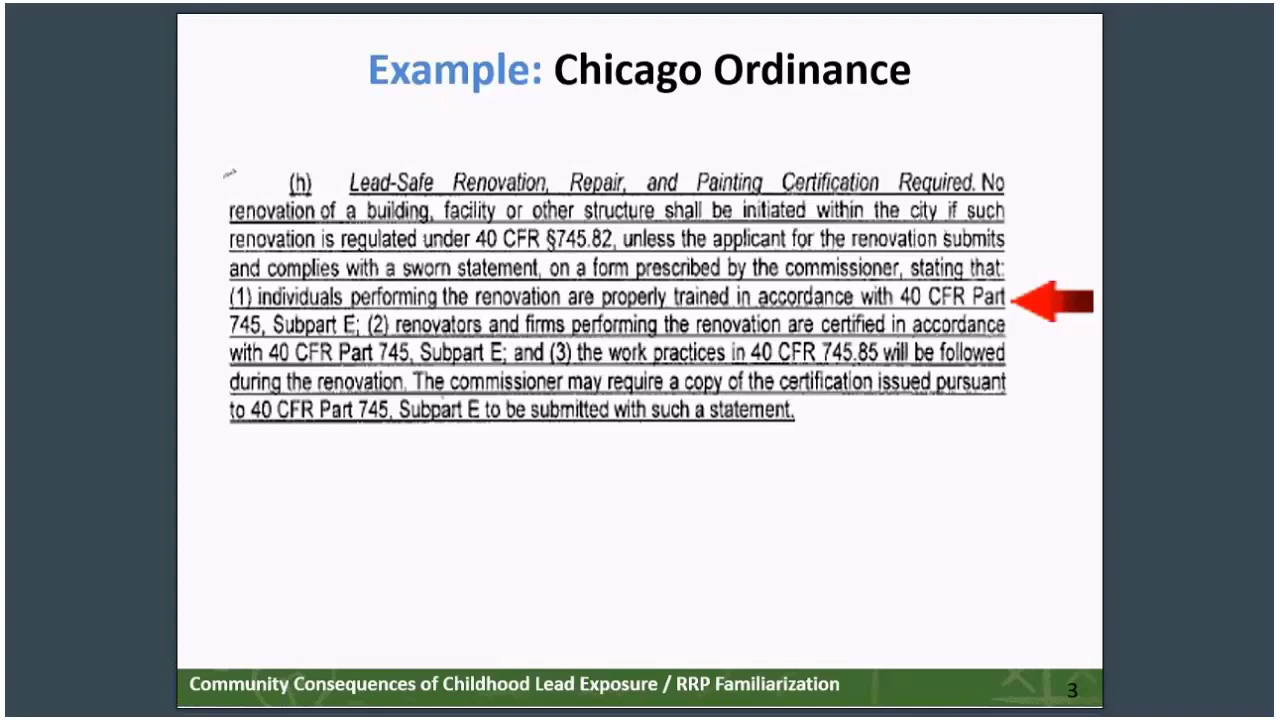 Example: Chicago Ordinance
(h) Lead-Safe Renovation, Repair, and Painting Certification Required. No
renovation of a building, facility or other structure shall be initiated within the city if such
renovation is regulated under 40 CFR §745.82, unless the applicant for the renovation submits
and complies with a sworn statement, on a form prescribed by the commissioner, stating that:
(1) individuals performing the renovation are properly trained in accordance with 40 CFR Part
745, Subpart E; (2) renovators and firms performing the renovation are certified in accordance
with 40 CFR Part 745, Subpart E; and (3) the work practices in 40 CFR 745.85 will be followed
during the renovation. The commissioner may require a copy of the certification issued pursuant
to 40 CFR Part 745, Subpart E to be submitted with such a statement.
Community Consequences of Childhood Lead Exposure / RRP Familiarization
3